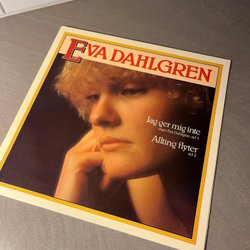 EVA DAHLGREN
Jag ger mig inte
Allting flyter